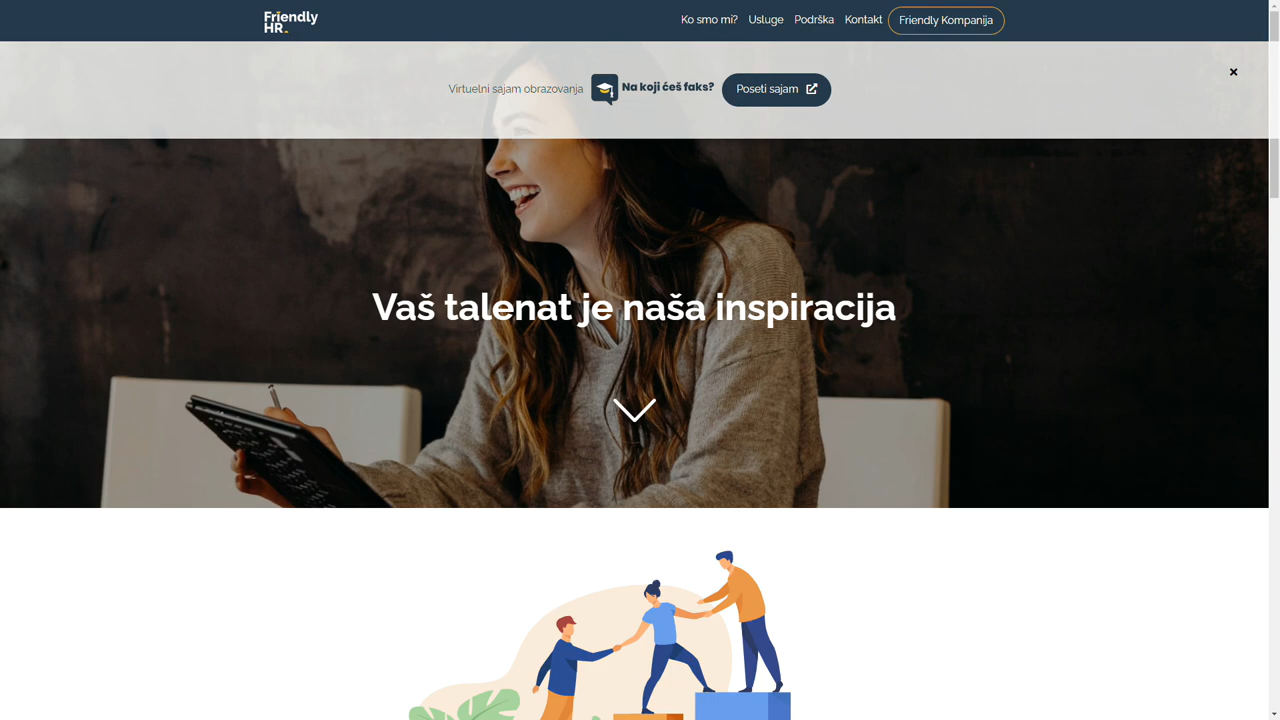 Friendly
HR.
Ko smo mi? Usluge Podrška Kontakt Friendly Kompanija
Virtuelni sajam obrazovanja Na koji ćeš faks? Poseti sajam
Vaš talenat je naša inspiracija